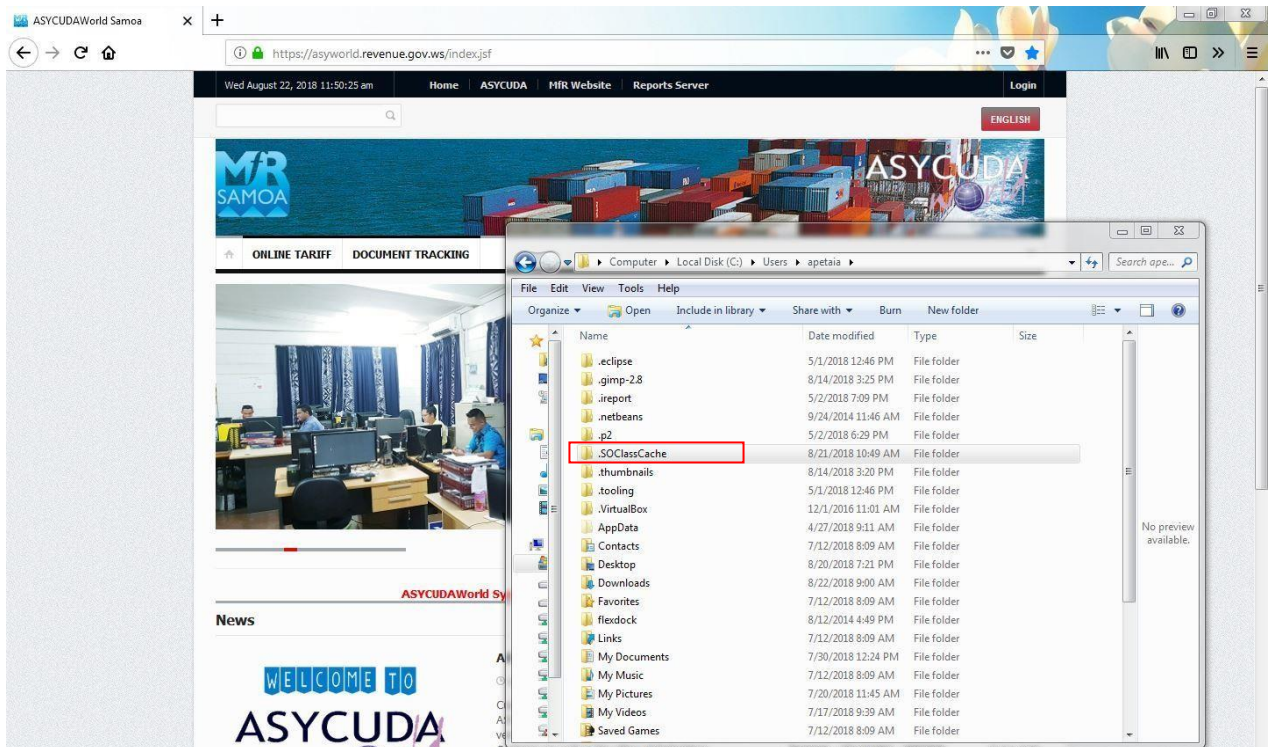 ASYCUDAWorld Samoa
https://asyworld.revenue.gov.ws/index.jsf
Wed August 22, 2018 11:50:25 am Home ASYCUDA MfR Website Reports Server Login
ENGLISH
MfR
SAMOA
ASYCUDA
World
ONLINE TARIFF DOCUMENT TRACKING
ASYCUDAWorld Sy
News
WELCOME TO
ASYCUDA
Computer Local Disk (C:) Users apetaia
Search ape...
File Edit View Tools Help
Organize Open Include in library Share with Burn New folder
Name Date modified Type Size
.eclipse 5/1/2018 12:46 PM File folder
.gimp-2.8 8/14/2018 3:25 PM File folder
.ireport 5/2/2018 7:09 PM File folder
.netbeans 9/24/2014 11:46 AM File folder
.p2 5/2/2018 6:29 PM File folder
.SOClassCache 8/21/2018 10:49 AM File folder
.thumbnails 8/14/2018 3:20 PM File folder
.tooling 5/1/2018 12:46 PM File folder
.VirtualBox 12/1/2016 11:01 AM File folder
AppData 4/27/2018 9:11 AM File folder
Contacts 7/12/2018 8:09 AM File folder
Desktop 8/20/2018 7:21 PM File folder
Downloads 8/22/2018 9:00 AM File folder
Favorites 7/12/2018 8:09 AM File folder
flexdock 8/12/2014 4:49 PM File folder
Links 7/12/2018 8:09 AM File folder
My Documents 7/30/2018 12:24 PM File folder
My Music 7/12/2018 8:09 AM File folder
My Pictures 7/20/2018 11:45 AM File folder
My Videos 7/17/2018 9:39 AM File folder
Saved Games 7/12/2018 8:09 AM File folder
No preview
available.